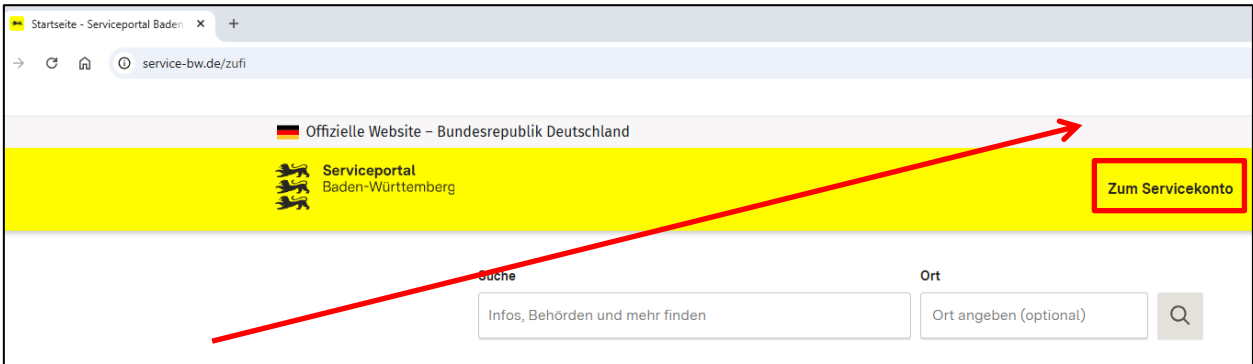 Startseite - Serviceportal Baden
service-bw.de/zufi
Offizielle Website – Bundesrepublik Deutschland
Serviceportal
Baden-Württemberg
Zum Servicekonto
Suche
Ort
Infos, Behörden und mehr finden
Ort angeben (optional)